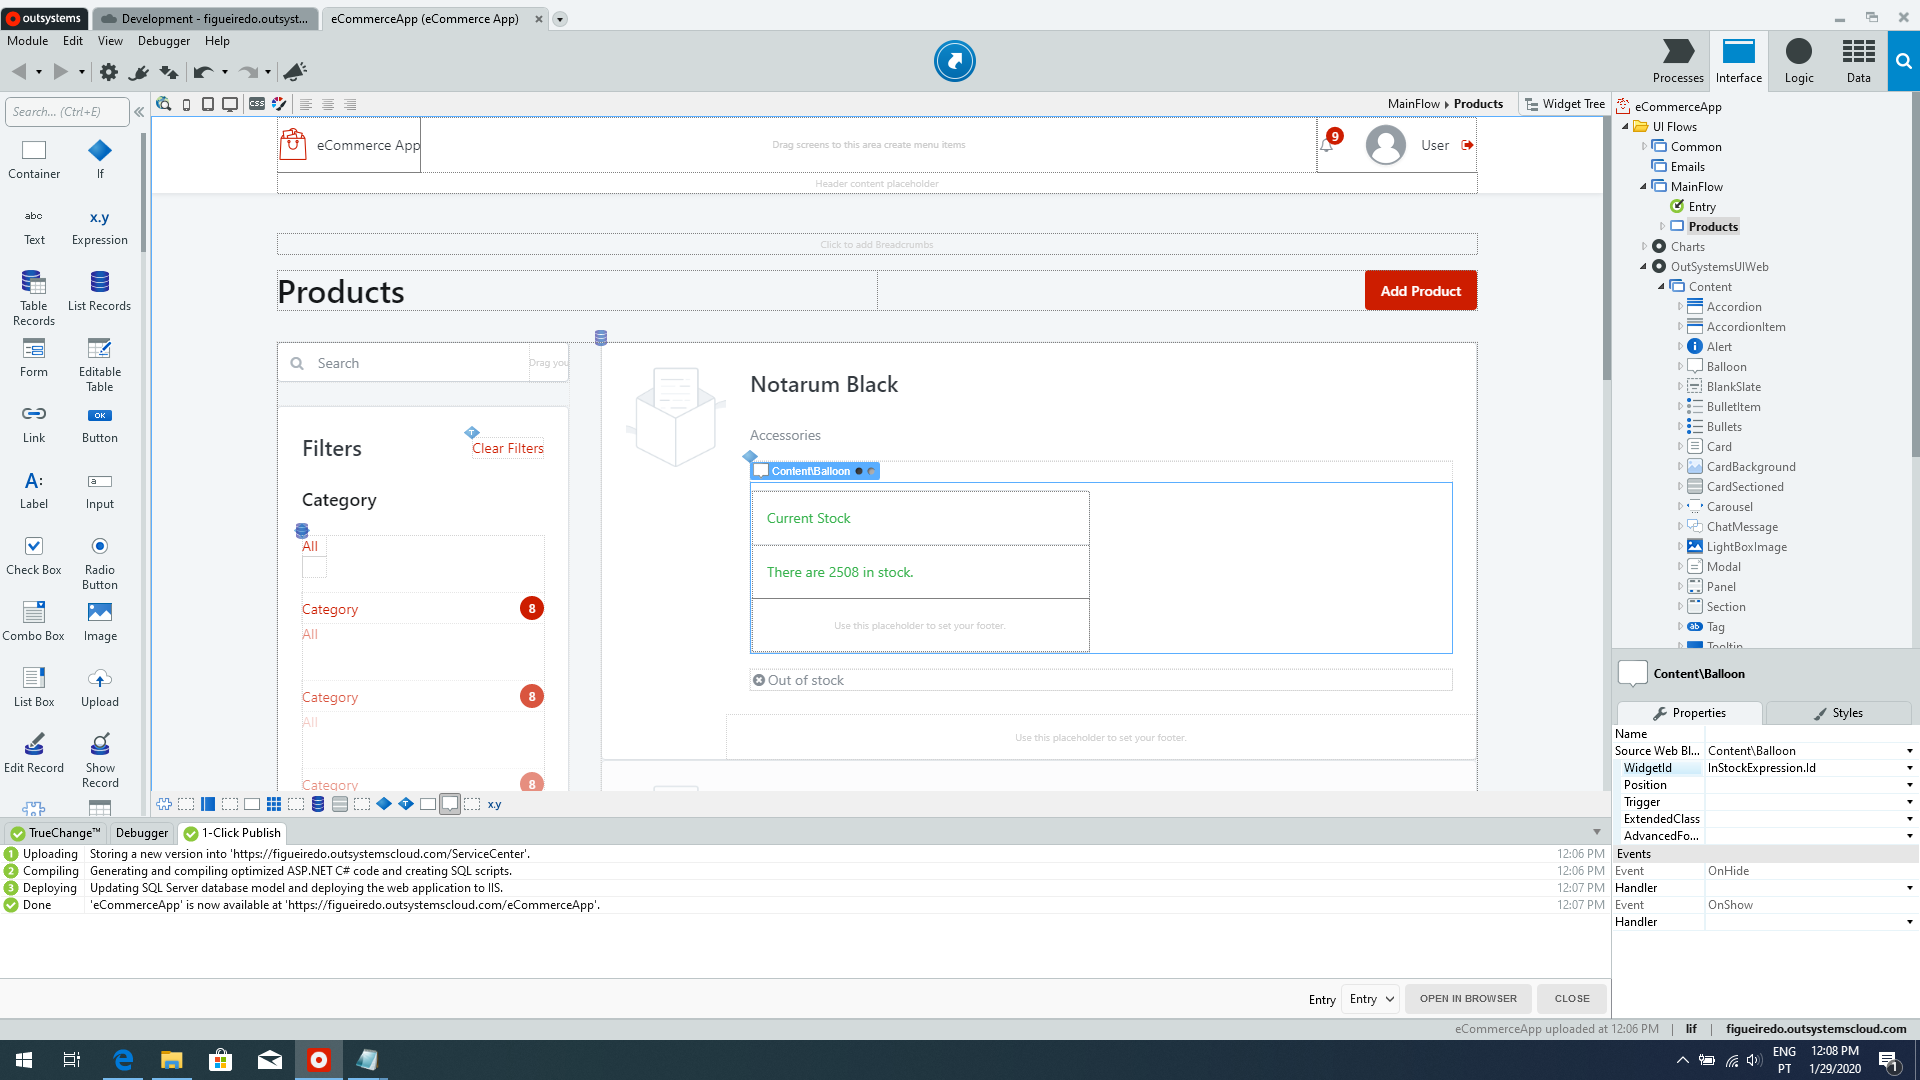 outsystems
Development - figueiredo.outsyst...
eCommerceApp (eCommerce App)
Module Edit View Debugger Help
Processes
Interface
Logic
Data
Search... (Ctrl+E)
CSS
MainFlow ▸ Products
Widget Tree
Container
If
abc
Text
x.y
Expression
Table Records
List Records
Form
Editable Table
Link
OK
Button
A:
Label
a
Input
Check Box
Radio Button
Combo Box
Image
List Box
Upload
Edit Record
Show Record
eCommerce App
Drag screens to this area create menu items
9
User
Header content placeholder
Click to add Breadcrumbs
Products
Add Product
Search
Drag you
Filters
Clear Filters
Category
All
Category
8
All
Category
8
All
Category
8
Notarum Black
Accessories
Content\Balloon
Current Stock
There are 2508 in stock.
Use this placeholder to set your footer.
Out of stock
Use this placeholder to set your footer.
x.y
eCommerceApp
UI Flows
Common
Emails
MainFlow
Entry
Products
Charts
OutSystemsUIWeb
Content
Accordion
AccordionItem
Alert
Balloon
BlankSlate
BulletItem
Bullets
Card
CardBackground
CardSectioned
Carousel
ChatMessage
LightBoxImage
Modal
Panel
Section
Tag
Tooltip
Content\Balloon
Properties
Styles
Name
Source Web Bl... Content\Balloon
WidgetId InStockExpression.Id
Position
Trigger
ExtendedClass
AdvancedFo...
Events
Event OnHide
Handler
Event OnShow
Handler
TrueChange™ Debugger 1-Click Publish
1 Uploading Storing a new version into 'https://figueiredo.outsystemscloud.com/ServiceCenter'. 12:06 PM
2 Compiling Generating and compiling optimized ASP.NET C# code and creating SQL scripts. 12:06 PM
3 Deploying Updating SQL Server database model and deploying the web application to IIS. 12:07 PM
Done 'eCommerceApp' is now available at 'https://figueiredo.outsystemscloud.com/eCommerceApp'. 12:07 PM
Entry Entry OPEN IN BROWSER CLOSE
eCommerceApp uploaded at 12:06 PM | lif | figueiredo.outsystemscloud.com
ENG
PT
12:08 PM
1/29/2020
1